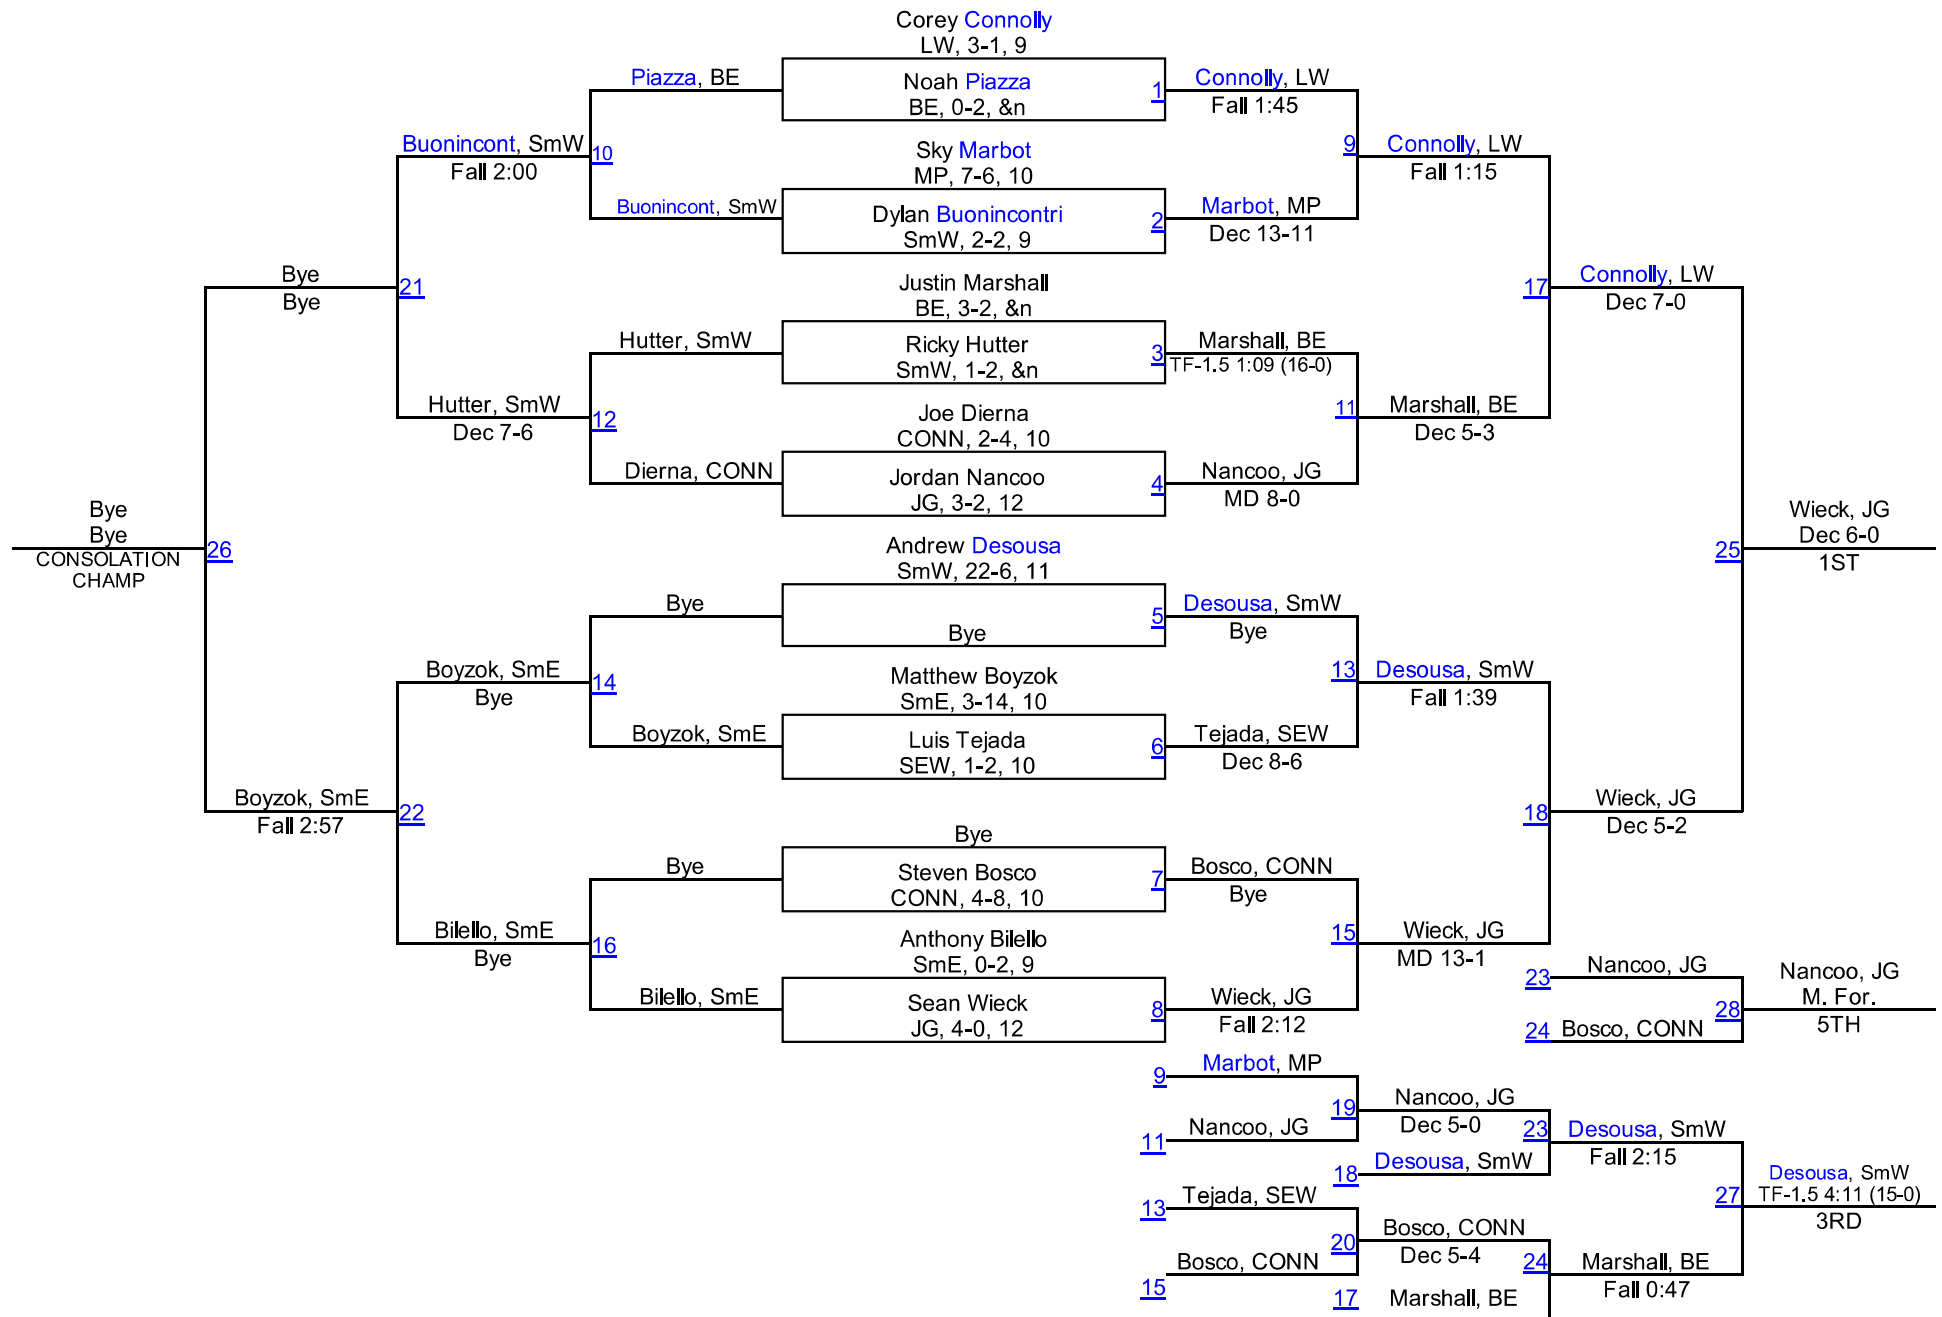 Corey Connolly
LW, 3-1, 9
Piazza, BE
Noah Piazza
BE, 0-2, &n
1
Connolly, LW
Fall 1:45
Buonincont, SmW
Fall 2:00
10
Sky Marbot
MP, 7-6, 10
9
Connolly, LW
Fall 1:15
Buonincont, SmW
Dylan Buonincontri
SmW, 2-2, 9
2
Marbot, MP
Dec 13-11
Bye
Bye
21
Justin Marshall
BE, 3-2, &n
17
Connolly, LW
Dec 7-0
Hutter, SmW
Ricky Hutter
SmW, 1-2, &n
3
Marshall, BE
TF-1.5 1:09 (16-0)
Hutter, SmW
Dec 7-6
12
Joe Dierna
CONN, 2-4, 10
11
Marshall, BE
Dec 5-3
Dierna, CONN
Jordan Nancoo
JG, 3-2, 12
4
Nancoo, JG
MD 8-0
Bye
Bye
CONSOLATION
CHAMP
26
Andrew Desousa
SmW, 22-6, 11
25
Wieck, JG
Dec 6-0
1ST
Bye
Bye
5
Desousa, SmW
Bye
Boyzok, SmE
Bye
14
Matthew Boyzok
SmE, 3-14, 10
13
Desousa, SmW
Fall 1:39
Boyzok, SmE
Luis Tejada
SEW, 1-2, 10
6
Tejada, SEW
Dec 8-6
Boyzok, SmE
Fall 2:57
22
18
Wieck, JG
Dec 5-2
Bye
Bye
Steven Bosco
CONN, 4-8, 10
7
Bosco, CONN
Bye
Bilello, SmE
Bye
16
Anthony Bilello
SmE, 0-2, 9
15
Wieck, JG
MD 13-1
Bilello, SmE
Sean Wieck
JG, 4-0, 12
8
Wieck, JG
Fall 2:12
23
Nancoo, JG
24
Bosco, CONN
28
Nancoo, JG
M. For.
5TH
9
Marbot, MP
11
Nancoo, JG
19
Nancoo, JG
Dec 5-0
18
Desousa, SmW
23
Desousa, SmW
Fall 2:15
13
Tejada, SEW
15
Bosco, CONN
20
Bosco, CONN
Dec 5-4
17
Marshall, BE
24
Marshall, BE
Fall 0:47
27
Desousa, SmW
TF-1.5 4:11 (15-0)
3RD